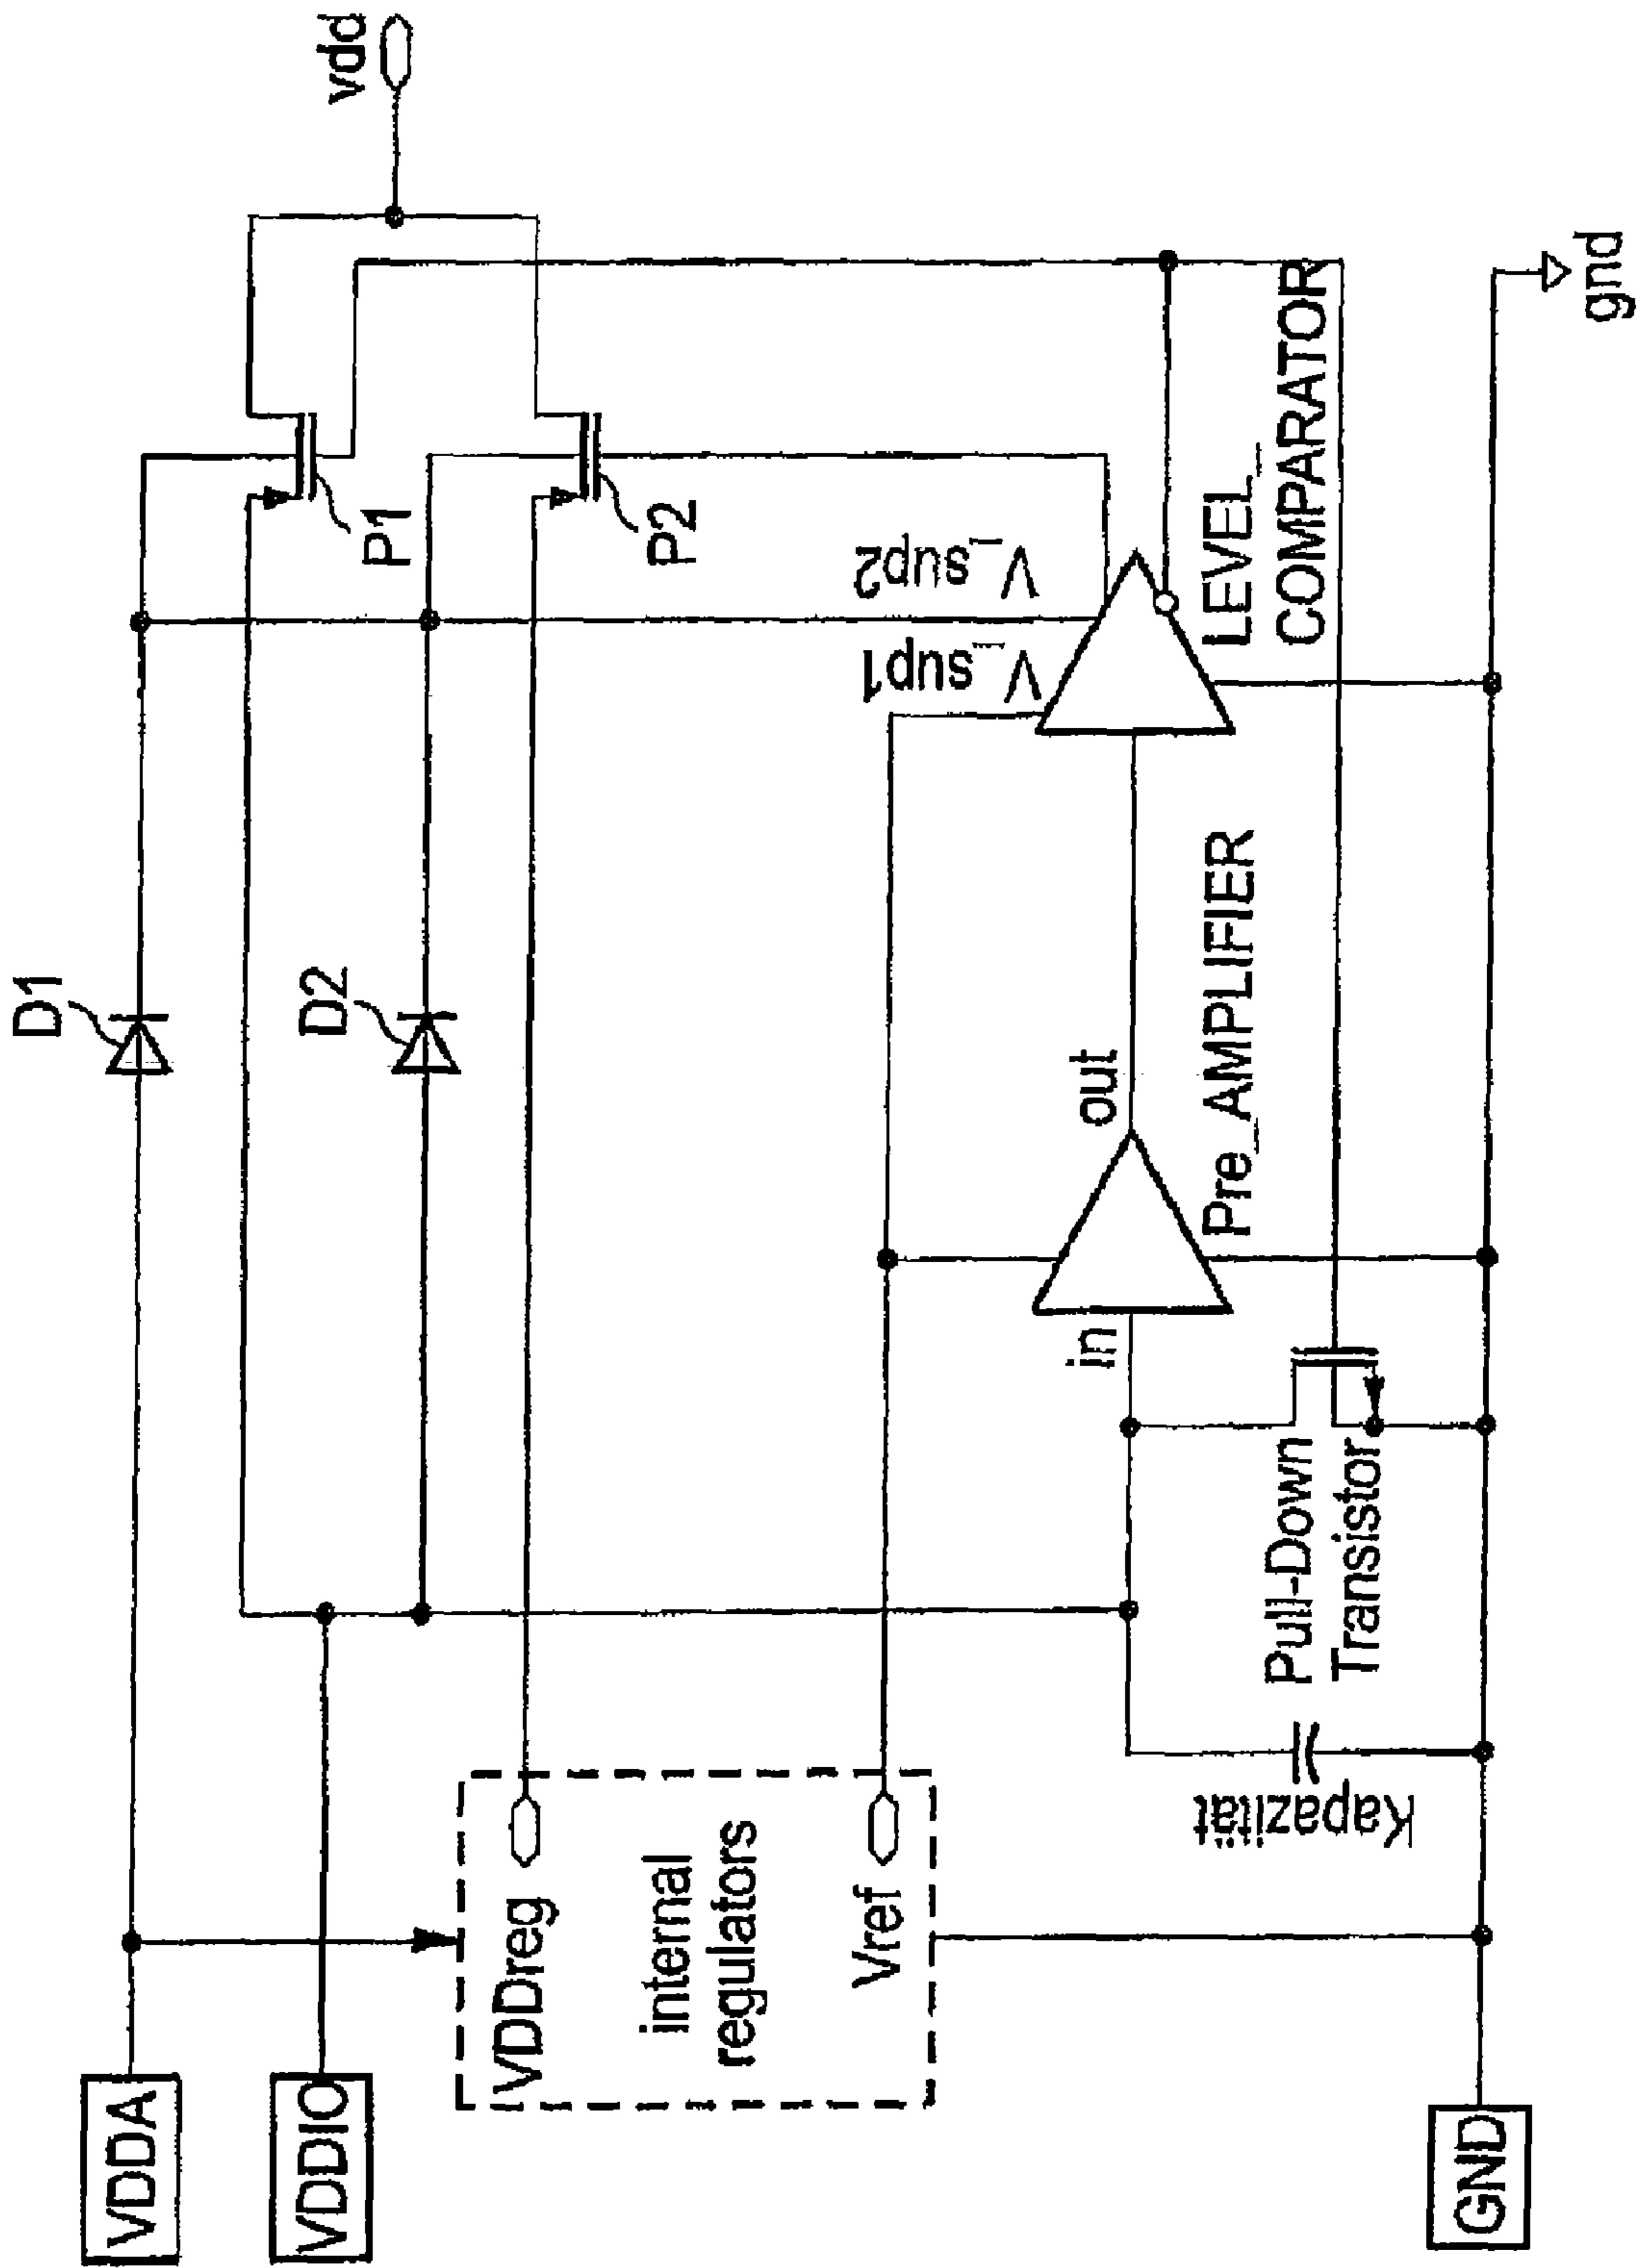 VDDA
VDDIO
GND
D1
D2
VDDreg
internal
regulators
Vref
Kapazität
Pull-Down
Transistor
in
out
Pre_AMPLIFIER
V_sup1
V_sup2
LEVEL_
COMPARATOR
P1
P2
vdd
gnd